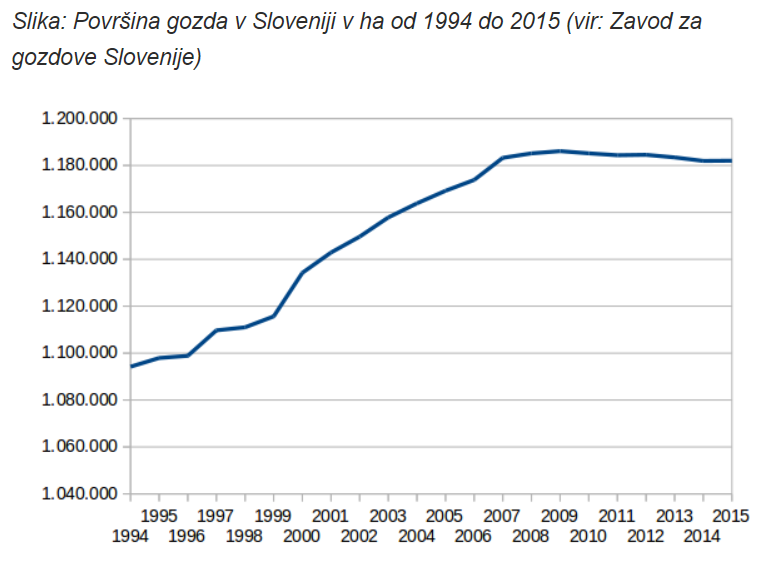 Slika: Površina gozda v Sloveniji v ha od 1994 do 2015 (vir: Zavod za
gozdove Slovenije)
1.200.000
1.180.000
1.160.000
1.140.000
1.120.000
1.100.000
1.080.000
1.060.000
1.040.000
1995 1997 1999 2001 2003 2005 2007 2009 2011 2013 2015
1994 1996 1998 2000 2002 2004 2006 2008 2010 2012 2014